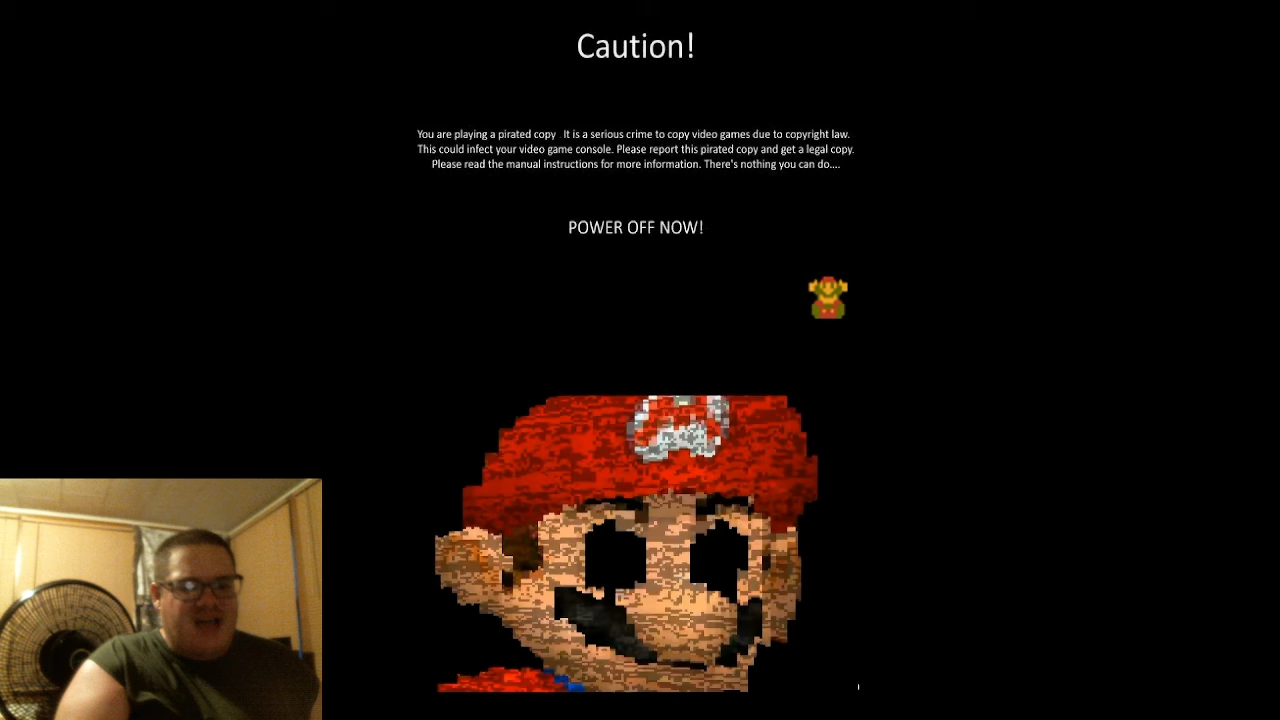 Caution!
You are playing a pirated copy It is a serious crime to copy video games due to copyright law.
This could infect your video game console. Please report this pirated copy and get a legal copy.
Please read the manual instructions for more information. There's nothing you can do....
POWER OFF NOW!